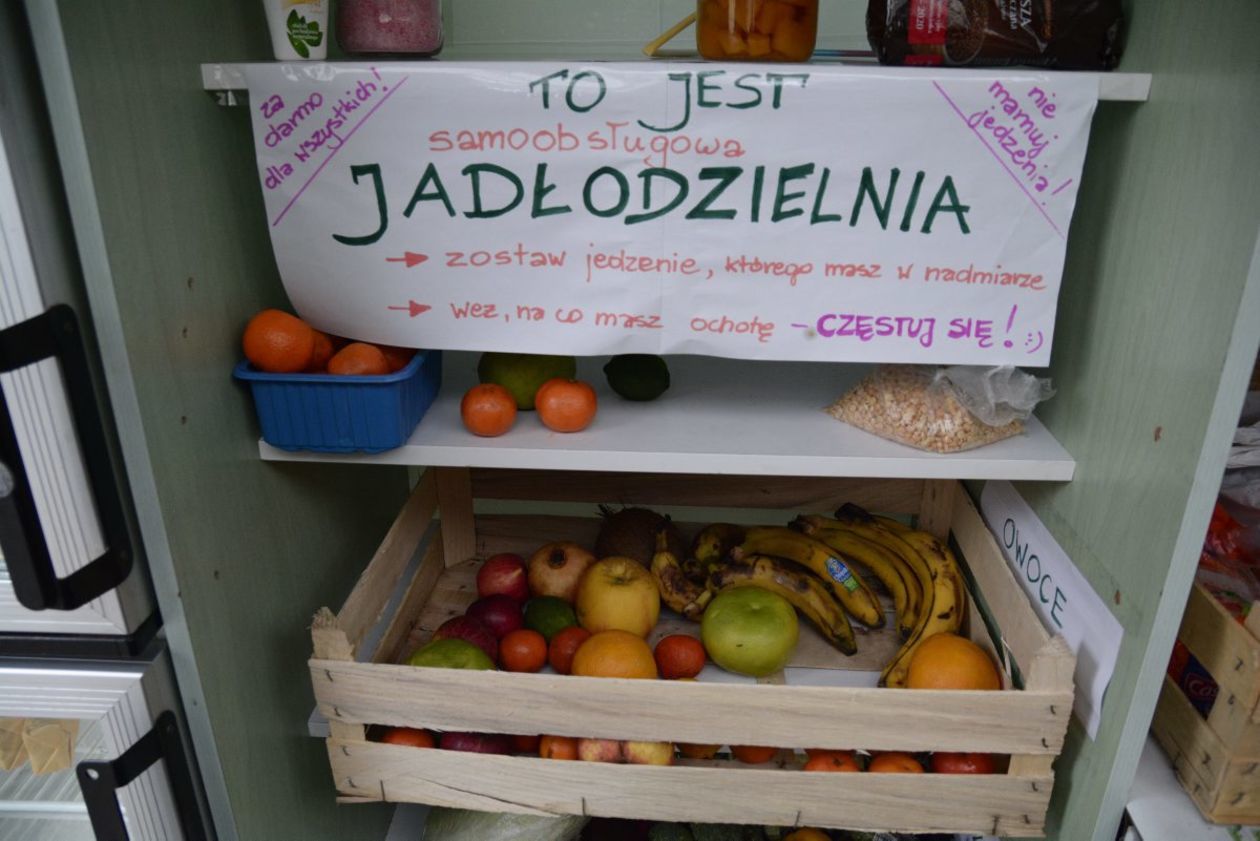 za
darmo
dla wszystkich!
TO JEST
samoobsługowa
JADŁODZIELNIA
nie
marnuj
jedzenia!
→ zostaw jedzenie, którego masz w nadmiarze
→ weź, na co masz ochotę – CZĘSTUJ SIĘ! :)
OWOCE